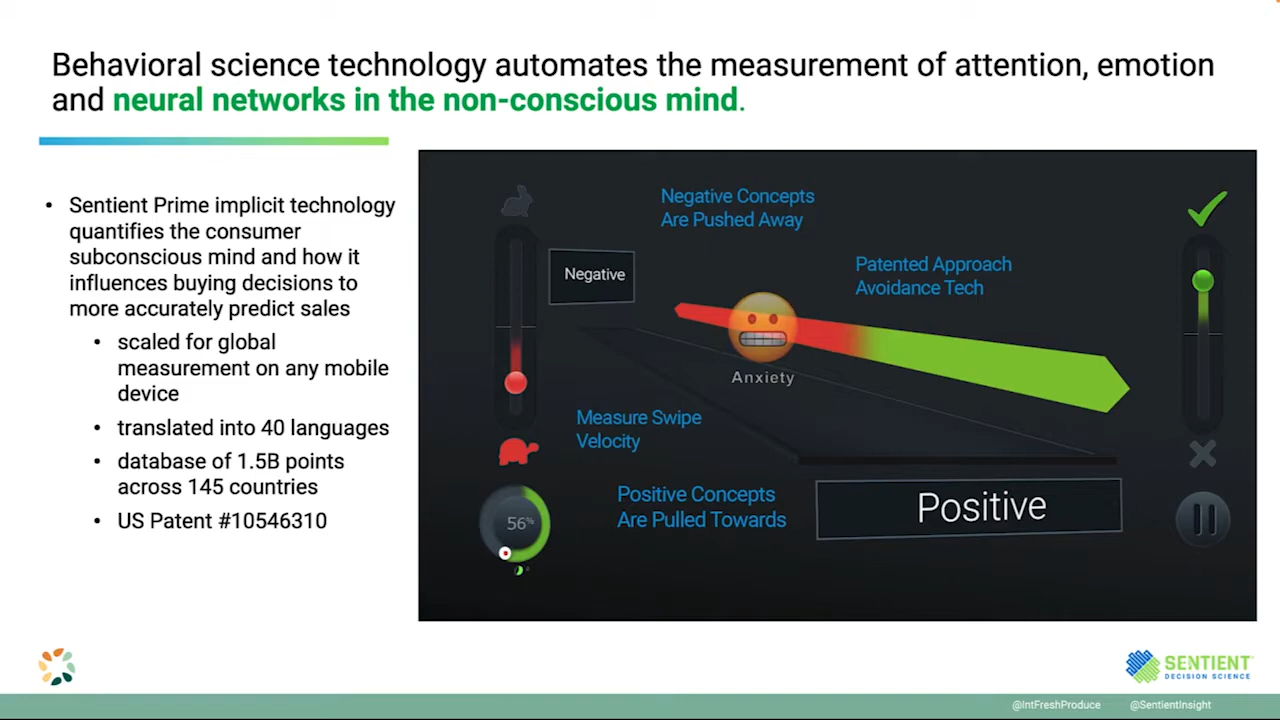 Behavioral science technology automates the measurement of attention, emotion
and neural networks in the non-conscious mind.
• Sentient Prime implicit technology
quantifies the consumer
subconscious mind and how it
influences buying decisions to
more accurately predict sales
• scaled for global
measurement on any mobile
device
• translated into 40 languages
• database of 1.5B points
across 145 countries
• US Patent #10546310
Negative Concepts
Are Pushed Away
Negative
Patented Approach
Avoidance Tech
Anxiety
Measure Swipe
Velocity
Positive Concepts
Are Pulled Towards
Positive
56%
SENTIENT
DECISION SCIENCE
@IntFreshProduce
@SentientInsight